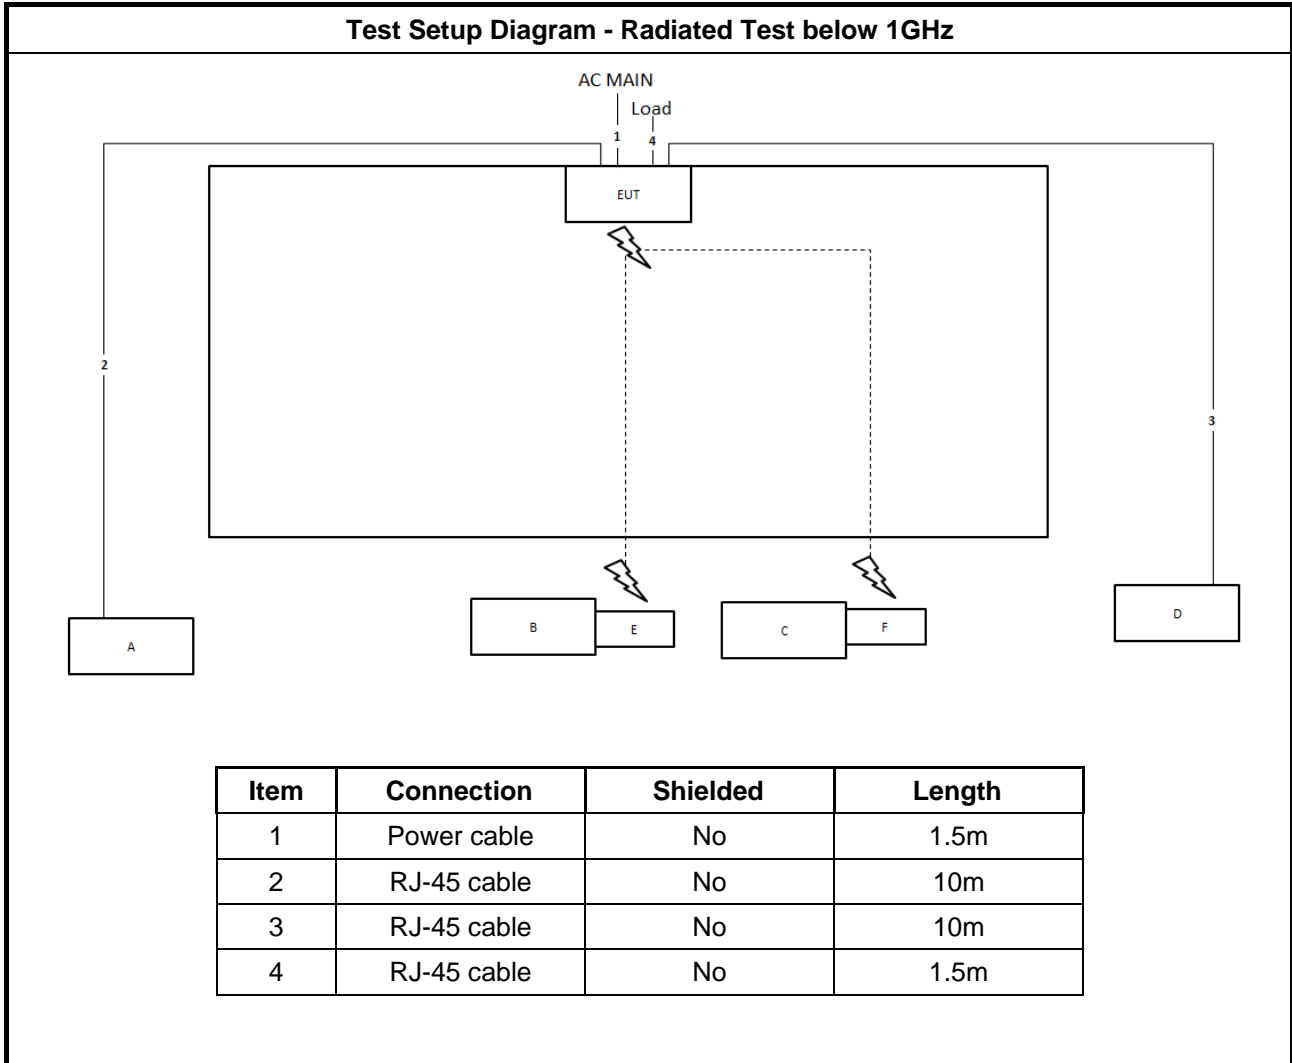 Test Setup Diagram - Radiated Test below 1GHz
AC MAIN
Load
1
4
EUT
2
3
A
B
E
C
F
D
Item Connection Shielded Length
1 Power cable No 1.5m
2 RJ-45 cable No 10m
3 RJ-45 cable No 10m
4 RJ-45 cable No 1.5m